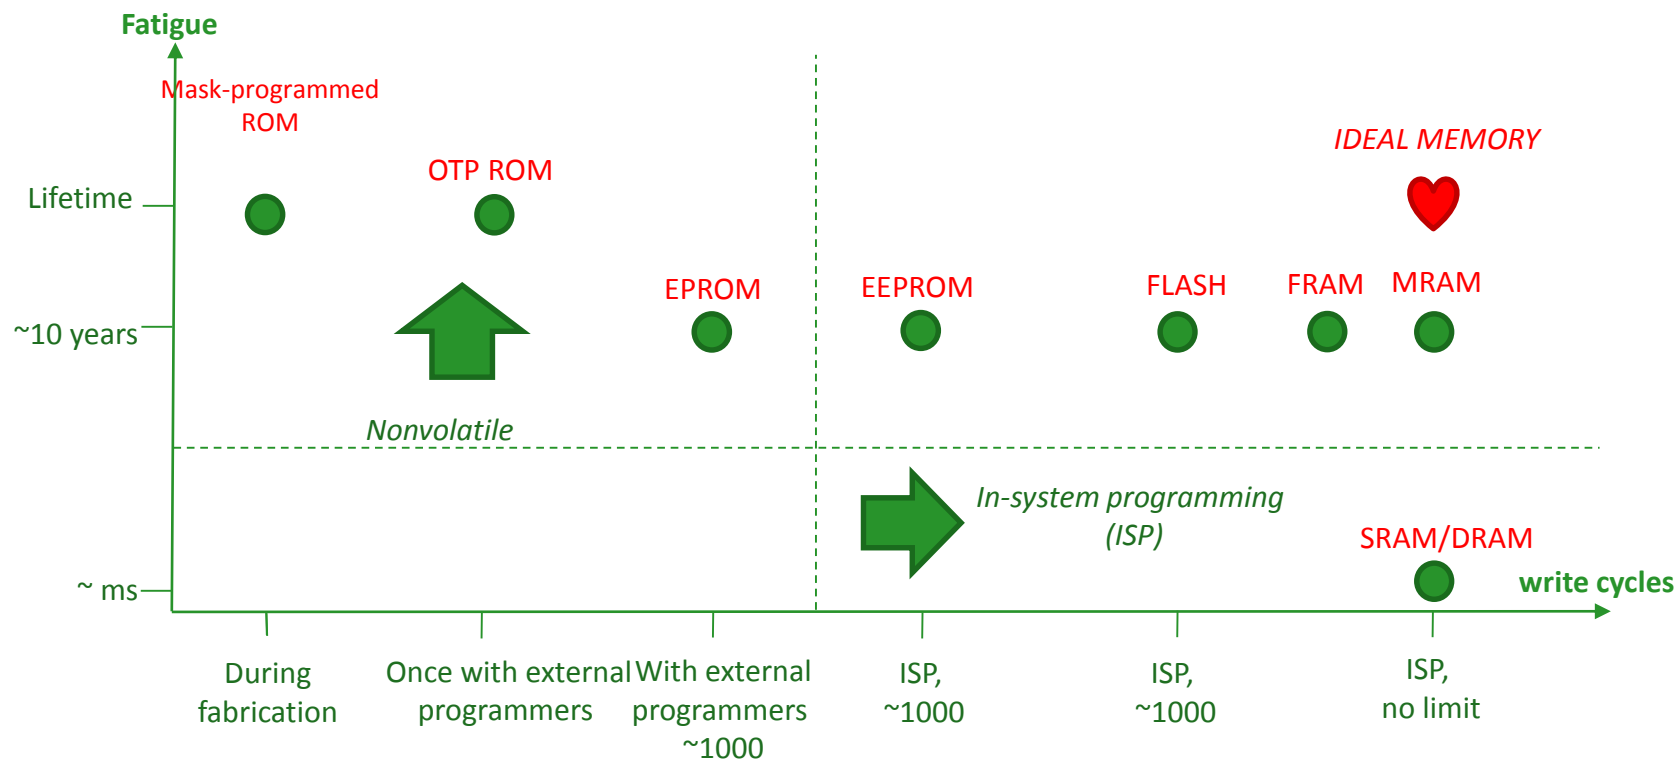 Fatigue
Mask-programmed
ROM
IDEAL MEMORY
OTP ROM
Lifetime
EPROM
EEPROM
FLASH
FRAM
MRAM
~10 years
Nonvolatile
In-system programming
(ISP)
SRAM/DRAM
~ ms
write cycles
During
fabrication
Once with external
programmers
With external
programmers
~1000
ISP,
~1000
ISP,
~1000
ISP,
no limit